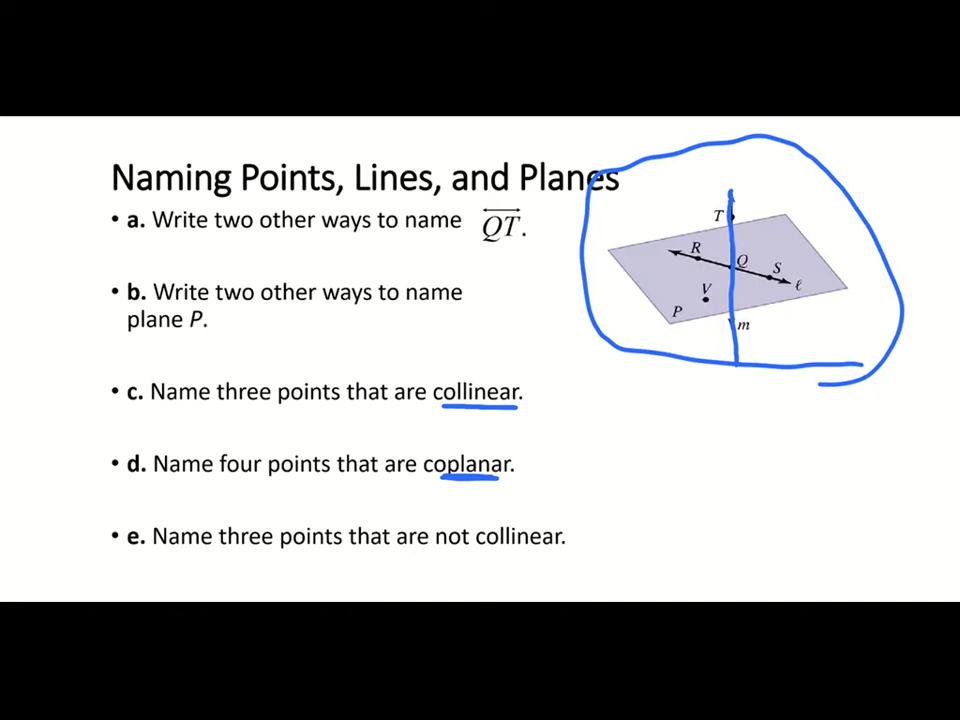 Naming Points, Lines, and Planes
• a. Write two other ways to name QT.
• b. Write two other ways to name
plane P.
• c. Name three points that are collinear.
• d. Name four points that are coplanar.
• e. Name three points that are not collinear.
T
R
Q
S
V
ℓ
P
m